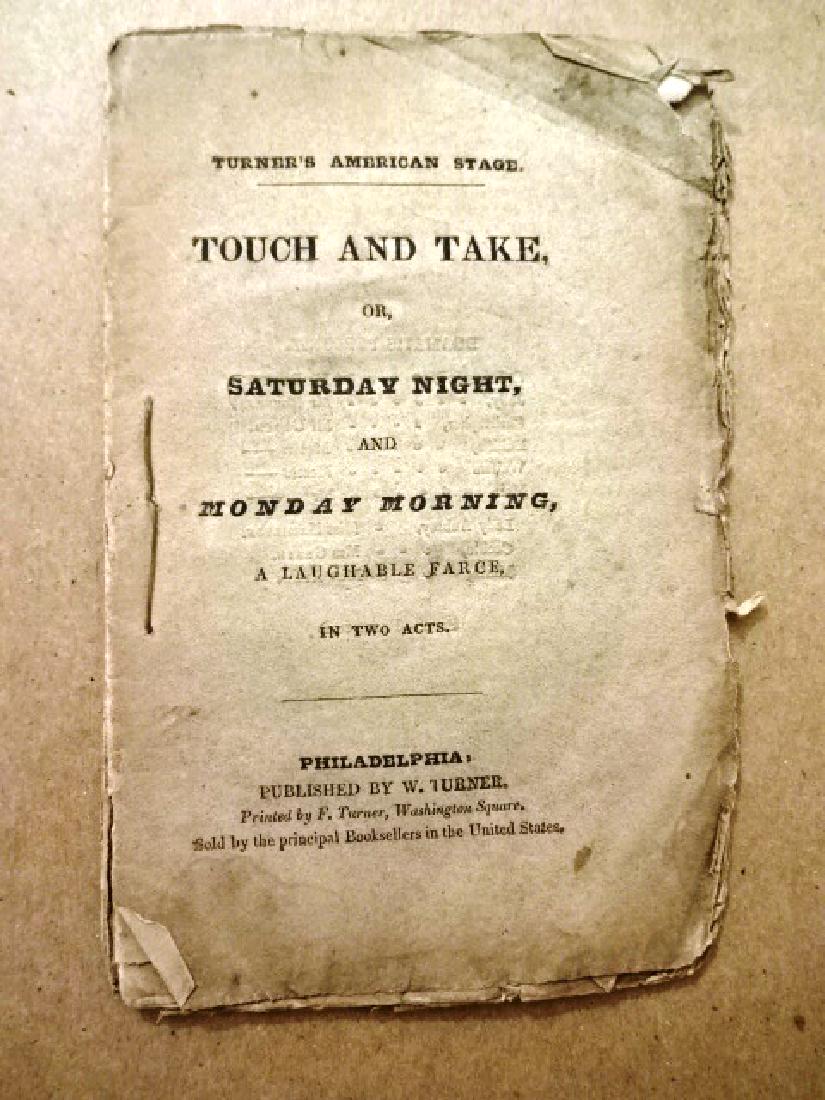 TURNER'S AMERICAN STAGE.
TOUCH AND TAKE,
OR,
SATURDAY NIGHT,
AND
MONDAY MORNING,
A LAUGHABLE FARCE,
IN TWO ACTS.
PHILADELPHIA:
PUBLISHED BY W. TURNER.
Printed by F. Turner, Washington Square.
Sold by the principal Booksellers in the United States.